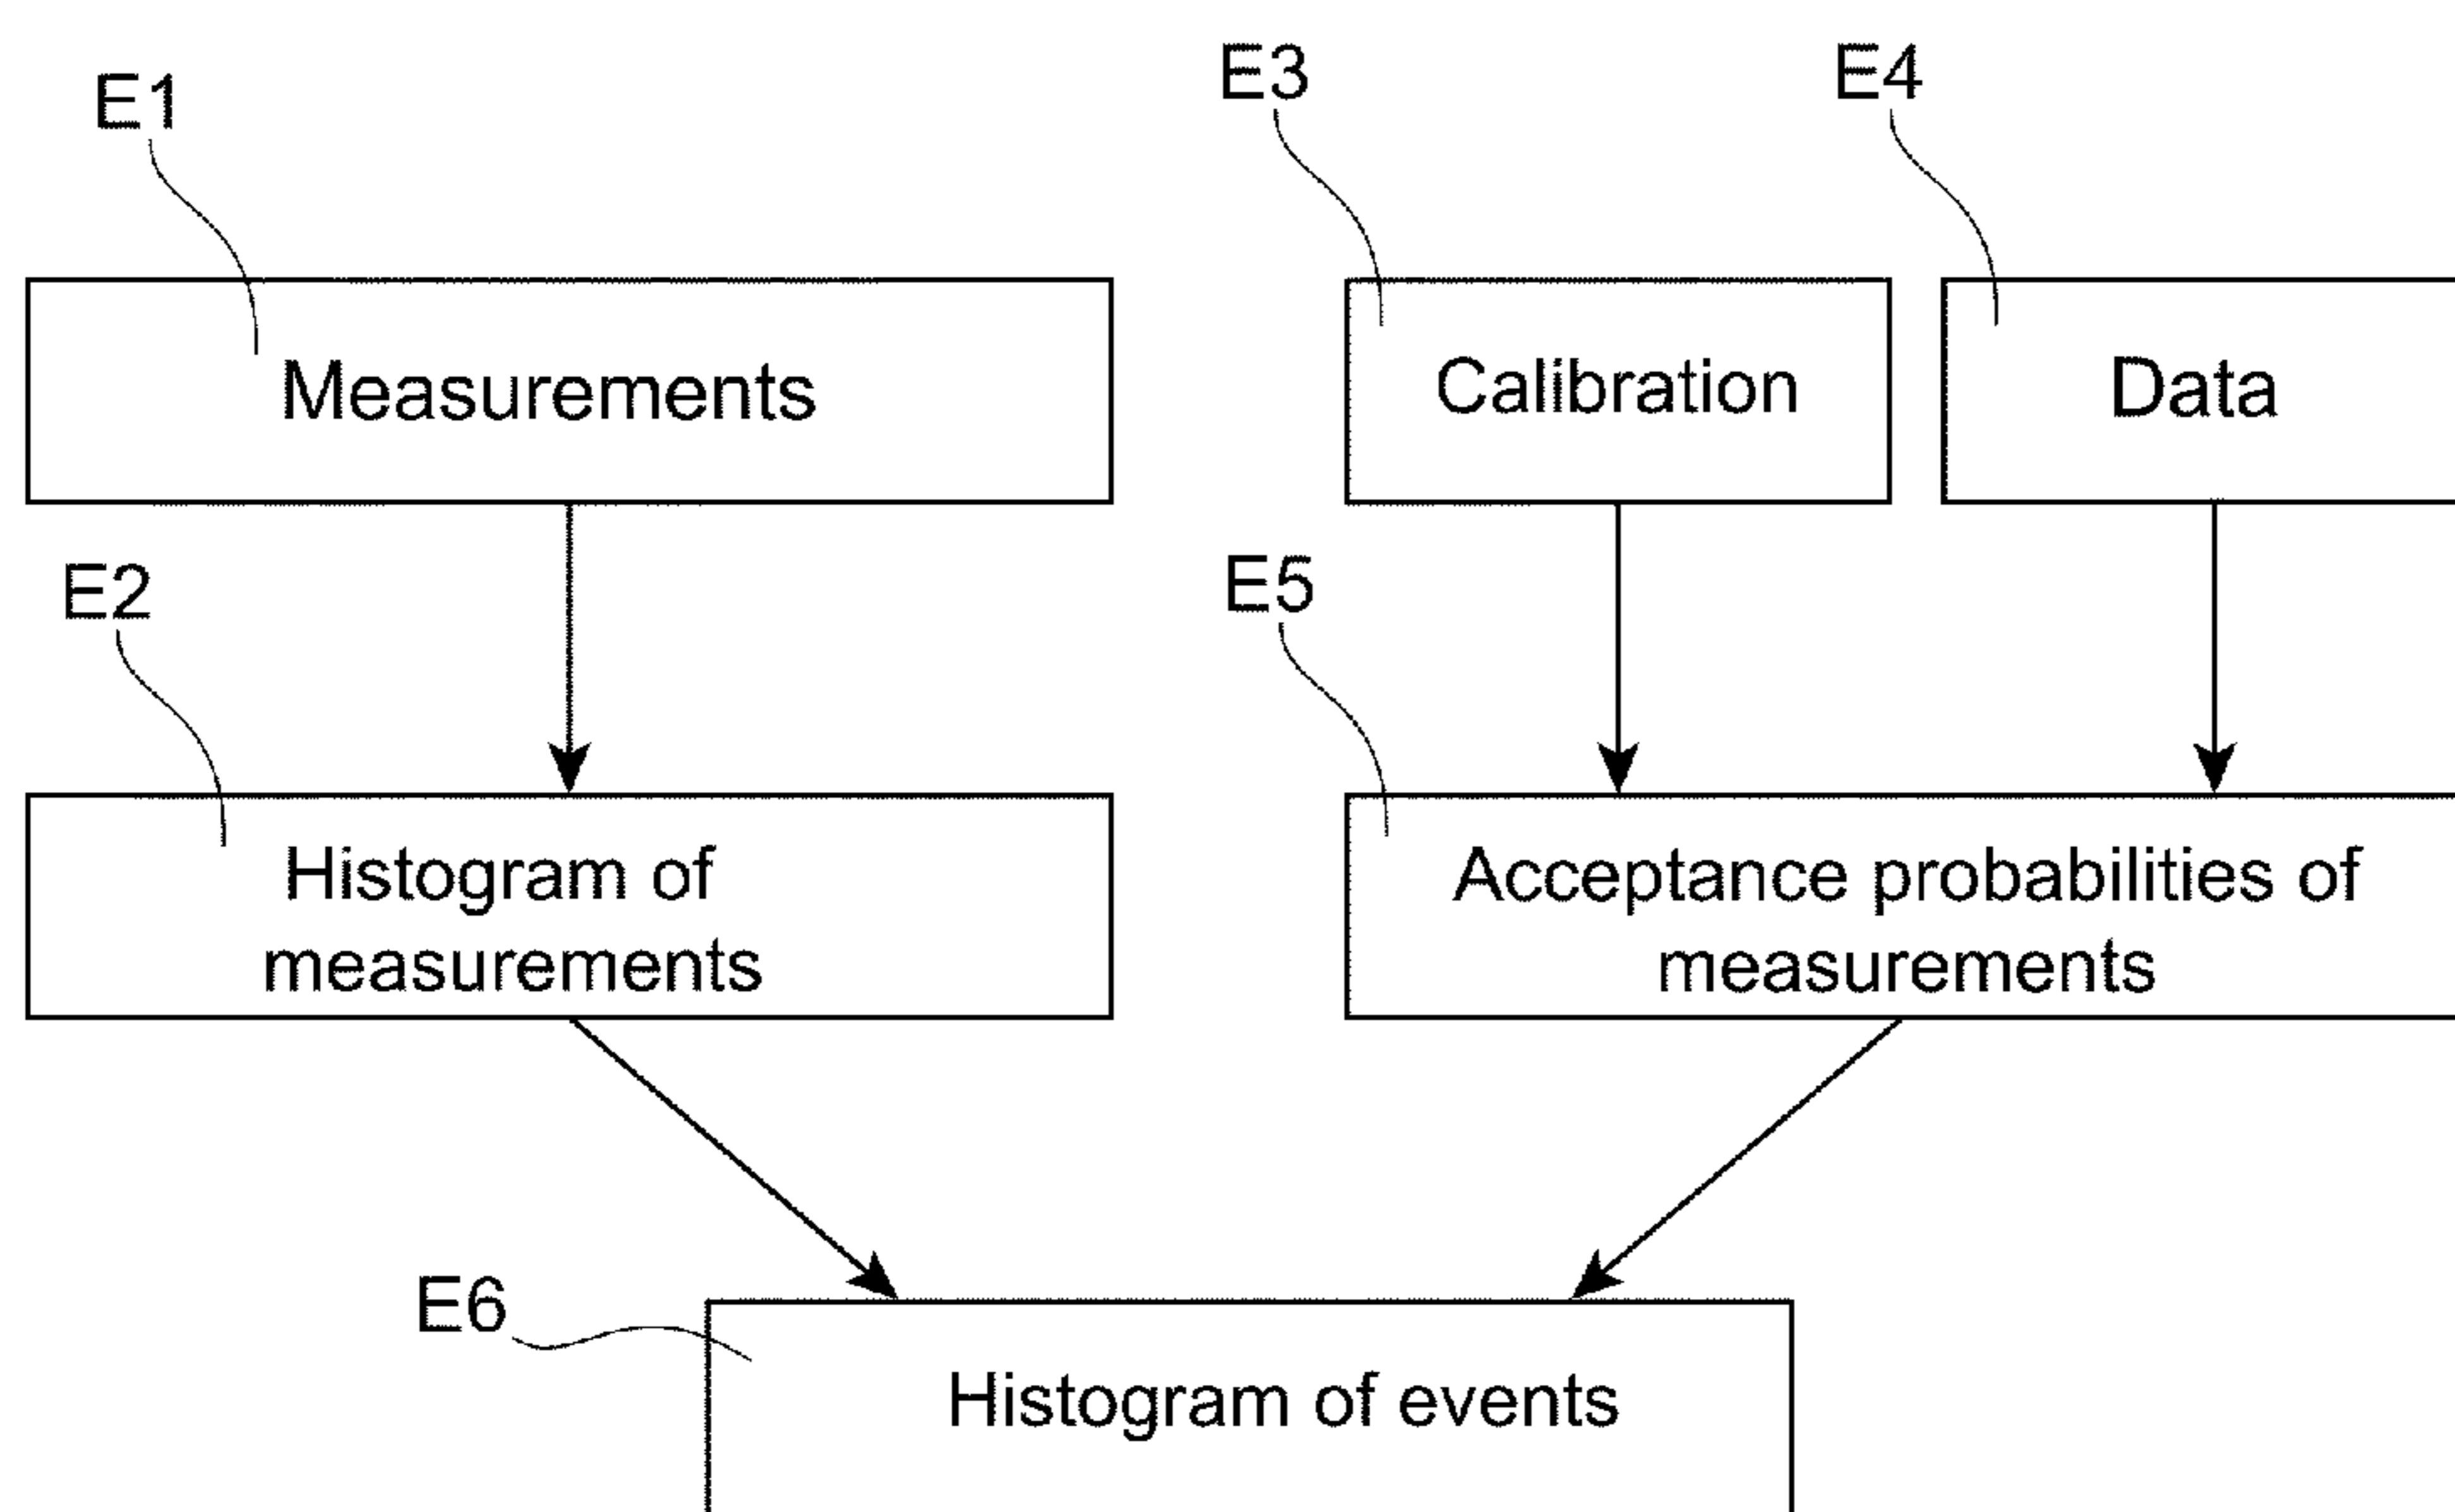 E1
E3
E4
Measurements
Calibration
Data
E2
E5
Histogram of
measurements
Acceptance probabilities of
measurements
E6
Histogram of events